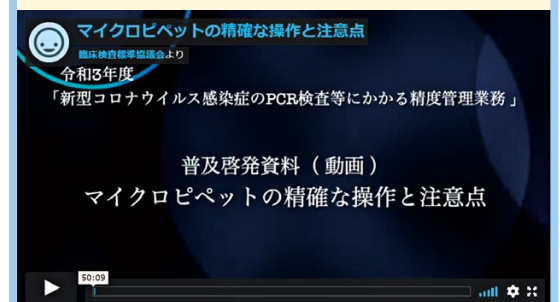 マイクロピペットの精確な操作と注意点
臨床検査標準協議会より
令和3年度
「新型コロナウイルス感染症のPCR検査等にかかる精度管理業務 」
普及啓発資料（ 動画 ）
マイクロピペットの精確な操作と注意点
50:09